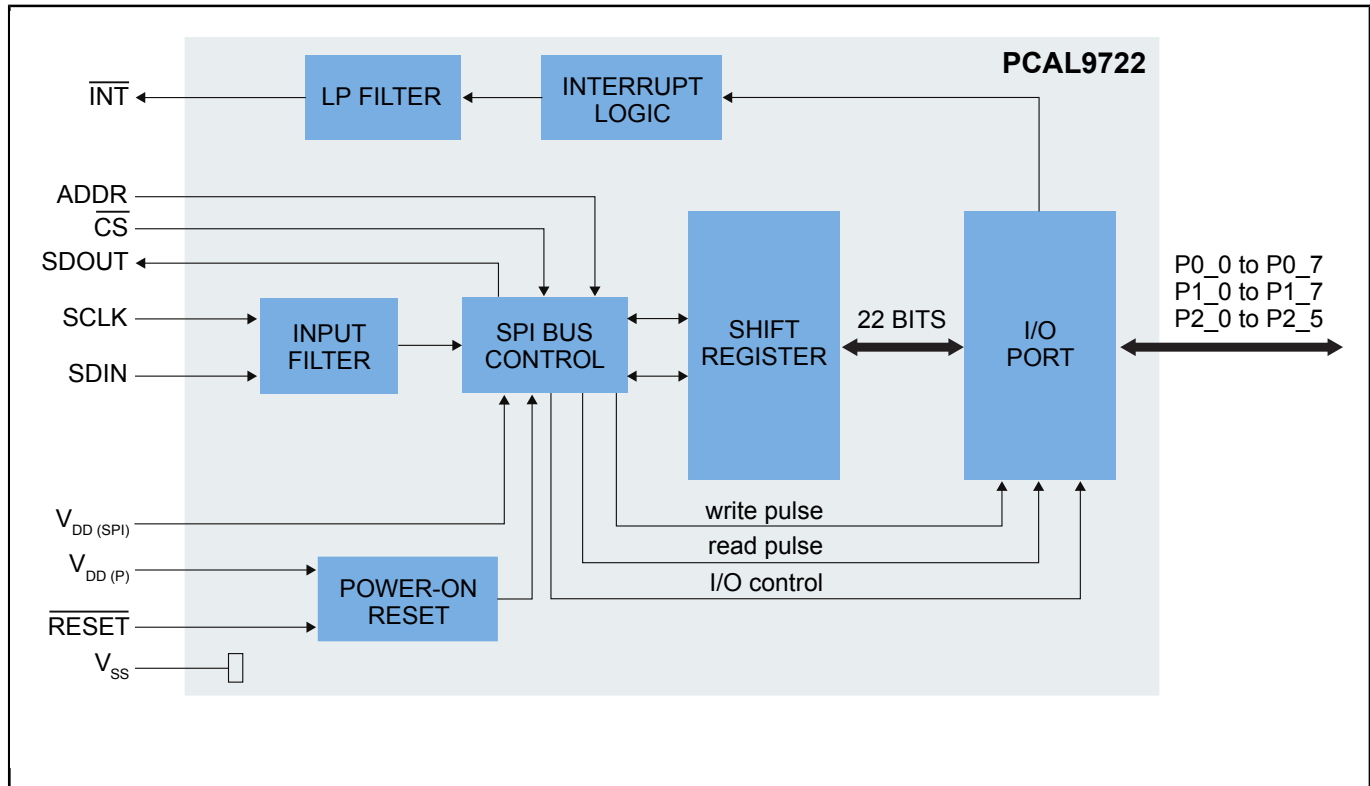 PCAL9722
INT
LP FILTER
INTERRUPT
LOGIC
ADDR
CS
SDOUT
SCLK
SDIN
INPUT
FILTER
SPI BUS
CONTROL
SHIFT
REGISTER
22 BITS
I/O
PORT
P0_0 to P0_7
P1_0 to P1_7
P2_0 to P2_5
write pulse
read pulse
I/O control
VDD (SPI)
VDD (P)
RESET
VSS
POWER-ON
RESET